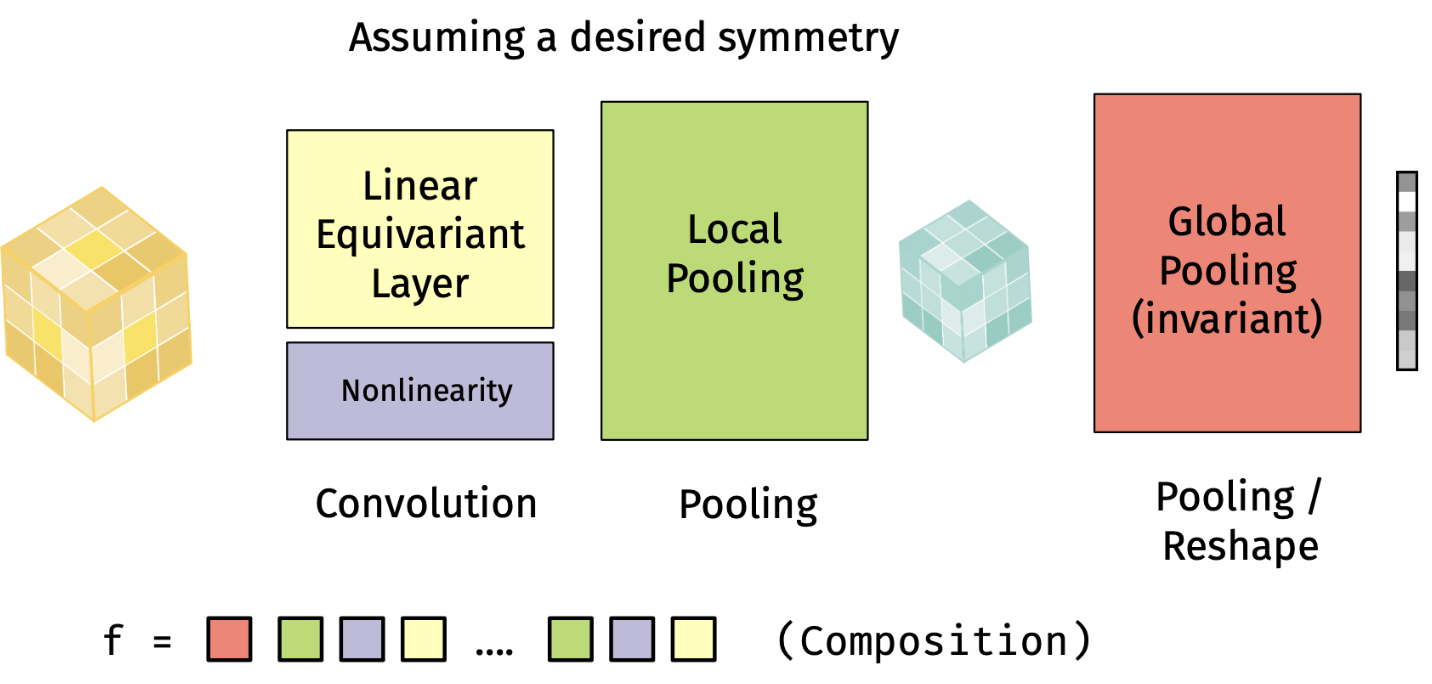 Assuming a desired symmetry
Linear
Equivariant
Layer
Nonlinearity
Convolution
Local
Pooling
Pooling
Global
Pooling
(invariant)
Pooling /
Reshape
f = .... (Composition)